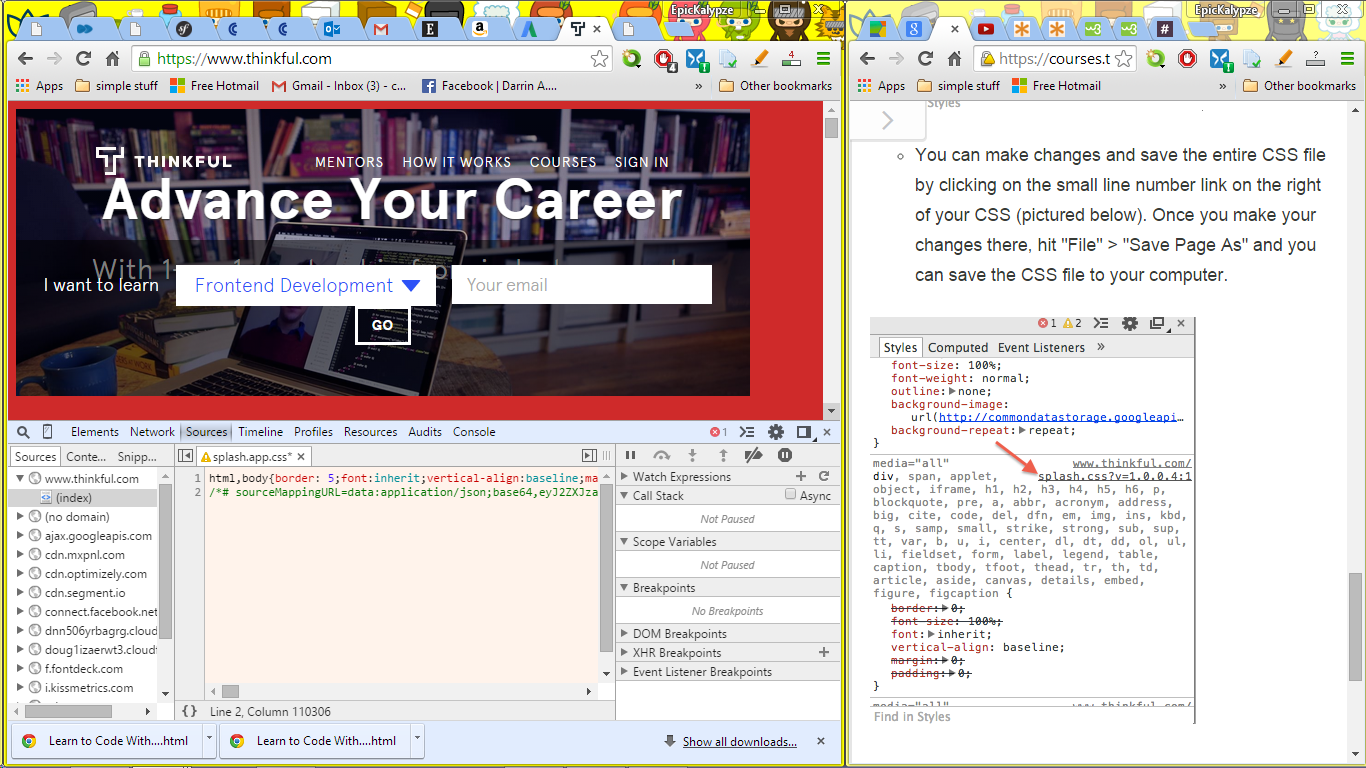 EpicKalypze
https://www.thinkful.com
4
1
4
Apps
simple stuff
Free Hotmail
Gmail - Inbox (3) - c...
Facebook | Darrin A....
»
Other bookmarks
THINKFUL
MENTORS
HOW IT WORKS
COURSES
SIGN IN
Advance Your Career
I want to learn
Frontend Development
Your email
GO
Elements
Network
Sources
Timeline
Profiles
Resources
Audits
Console
1
Sources
Conte...
Snipp...
»
www.thinkful.com
(index)
(no domain)
ajax.googleapis.com
cdn.mxpnl.com
cdn.optimizely.com
cdn.segment.io
connect.facebook.net
dnn506yrbagrg.cloud
doug1izaerwt3.cloudf
f.fontdeck.com
i.kissmetrics.com
splash.app.css*
1 html,body{border: 5;font:inherit;vertical-align:baseline;ma
2 /*# sourceMappingURL=data:application/json;base64,eyJ2ZXJza
{ } Line 2, Column 110306
Watch Expressions
Call Stack
Async
Not Paused
Scope Variables
Not Paused
Breakpoints
No Breakpoints
DOM Breakpoints
XHR Breakpoints
Event Listener Breakpoints
Learn to Code With....html
Learn to Code With....html
Show all downloads...
EpicKalypze
https://courses.t
1
?
Apps
simple stuff
Free Hotmail
»
Other bookmarks
Styles
You can make changes and save the entire CSS file
by clicking on the small line number link on the right
of your CSS (pictured below). Once you make your
changes there, hit "File" > "Save Page As" and you
can save the CSS file to your computer.
1 2
Styles Computed Event Listeners »
font-size: 100%;
font-weight: normal;
outline: none;
background-image:
url(http://commondatastorage.googleapi…
background-repeat: repeat;
}
media="all" www.thinkful.com/
div, span, applet, splash.css?v=1.0.0.4:1
object, iframe, h1, h2, h3, h4, h5, h6, p,
blockquote, pre, a, abbr, acronym, address,
big, cite, code, del, dfn, em, img, ins, kbd,
q, s, samp, small, strike, strong, sub, sup,
tt, var, b, u, i, center, dl, dt, dd, ol, ul,
li, fieldset, form, label, legend, table,
caption, tbody, tfoot, thead, tr, th, td,
article, aside, canvas, details, embed,
figure, figcaption {
border: 0;
font-size: 100%;
font: inherit;
vertical-align: baseline;
margin: 0;
padding: 0;
}
media="all" www.thinkful.com/
Find in Styles